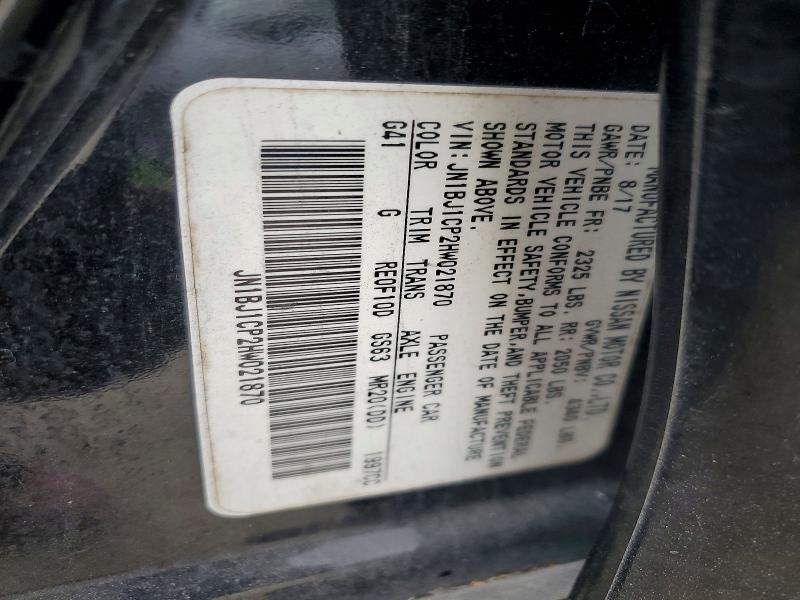 MANUFACTURED BY NISSAN MOTOR CO.,LTD.
DATE: 8/17 GVWR/PNBV:
GAWR/PNBE FR: 2325 LBS, RR: 2050 LBS.
THIS VEHICLE CONFORMS TO ALL APPLICABLE FEDERAL
MOTOR VEHICLE SAFETY,BUMPER,AND THEFT PREVENTION
STANDARDS IN EFFECT ON THE DATE OF MANUFACTURE
SHOWN ABOVE.
VIN:JN1BJ1CP2HW021870 PASSENGER CAR
COLOR TRIM TRANS AXLE ENGINE
G41 G RE0F10D GS63 MR20(DD) 1997CC
JN1BJ1CP2HW021870